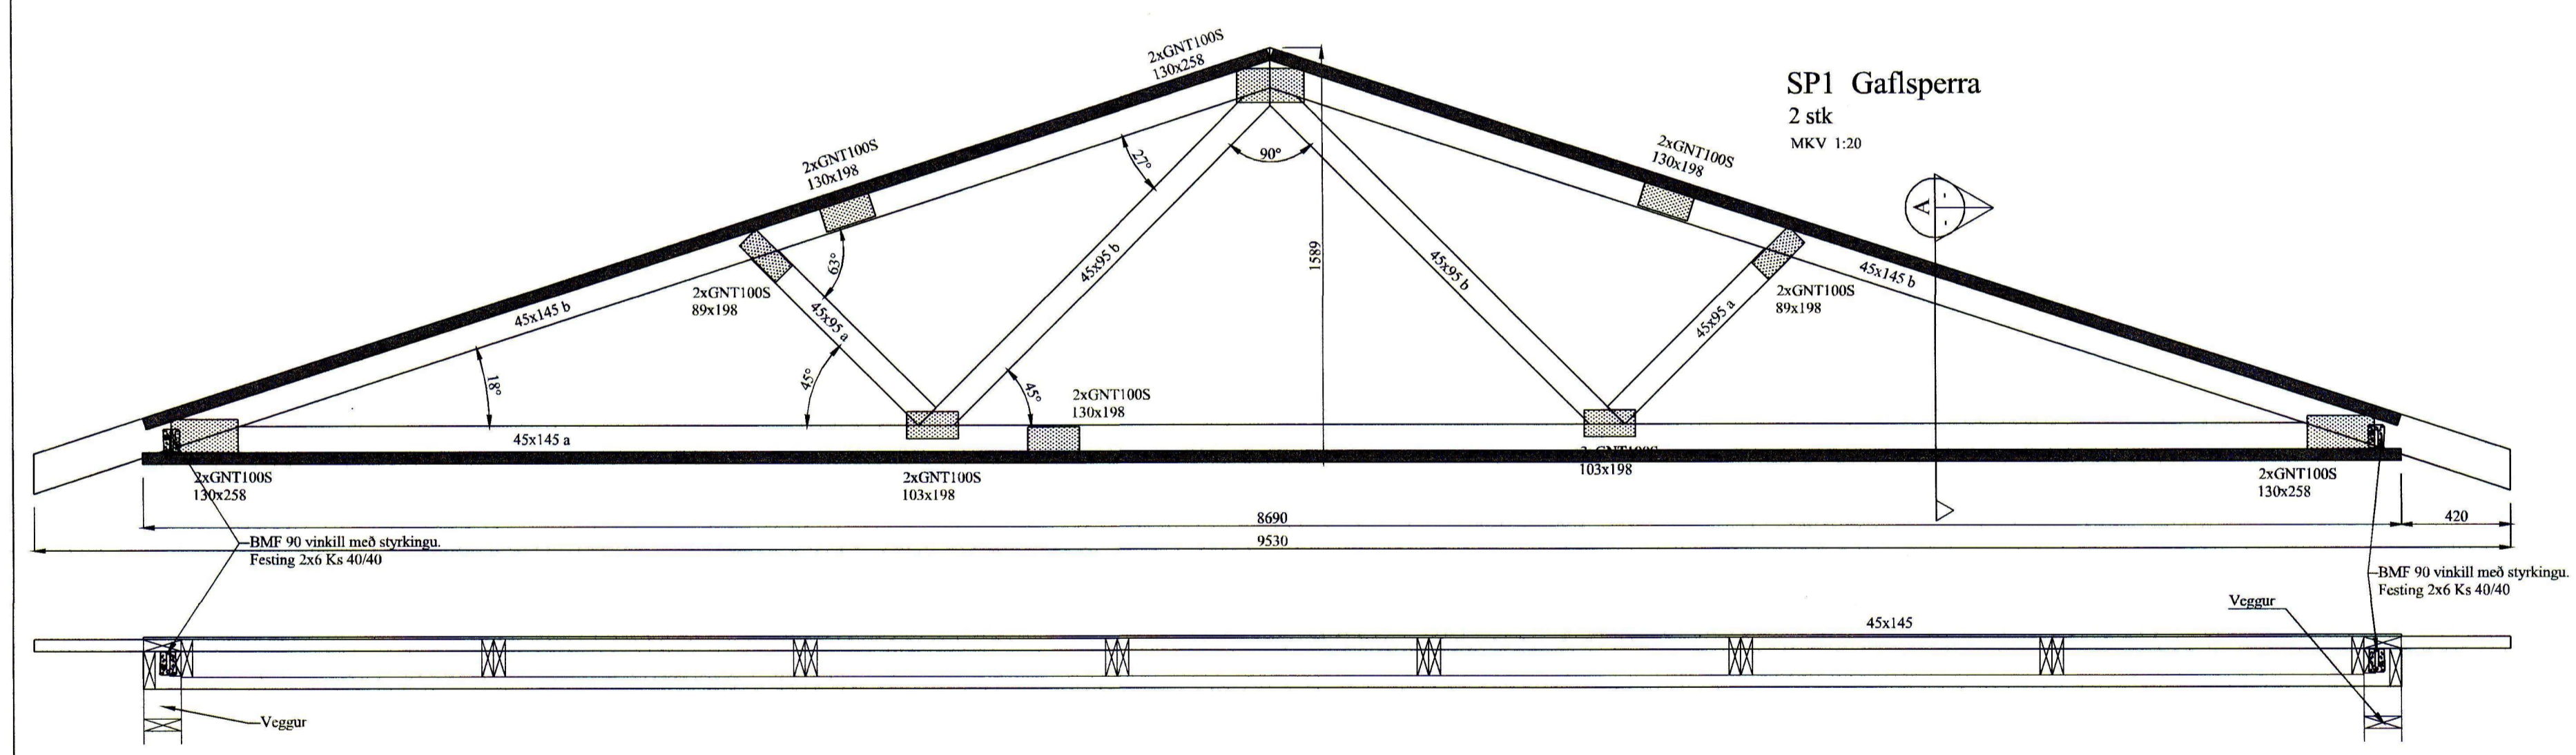 2xGNT100S
130x258
SP1 Gaflsperra
2 stk
MKV 1:20
2xGNT100S
130x198
2xGNT100S
130x198
27°
90°
A
1589
63°
45x95 b
45x95 b
45x145 b
2xGNT100S
89x198
2xGNT100S
89x198
45x145 b
45x95 a
45x95 a
18°
45°
45°
2xGNT100S
130x198
45x145 a
2xGNT100S
130x258
2xGNT100S
103x198
103x198
2xGNT100S
130x258
8690
420
9530
BMF 90 vinkill með styrkingu.
Festing 2x6 Ks 40/40
BMF 90 vinkill með styrkingu.
Festing 2x6 Ks 40/40
Veggur
45x145
Veggur